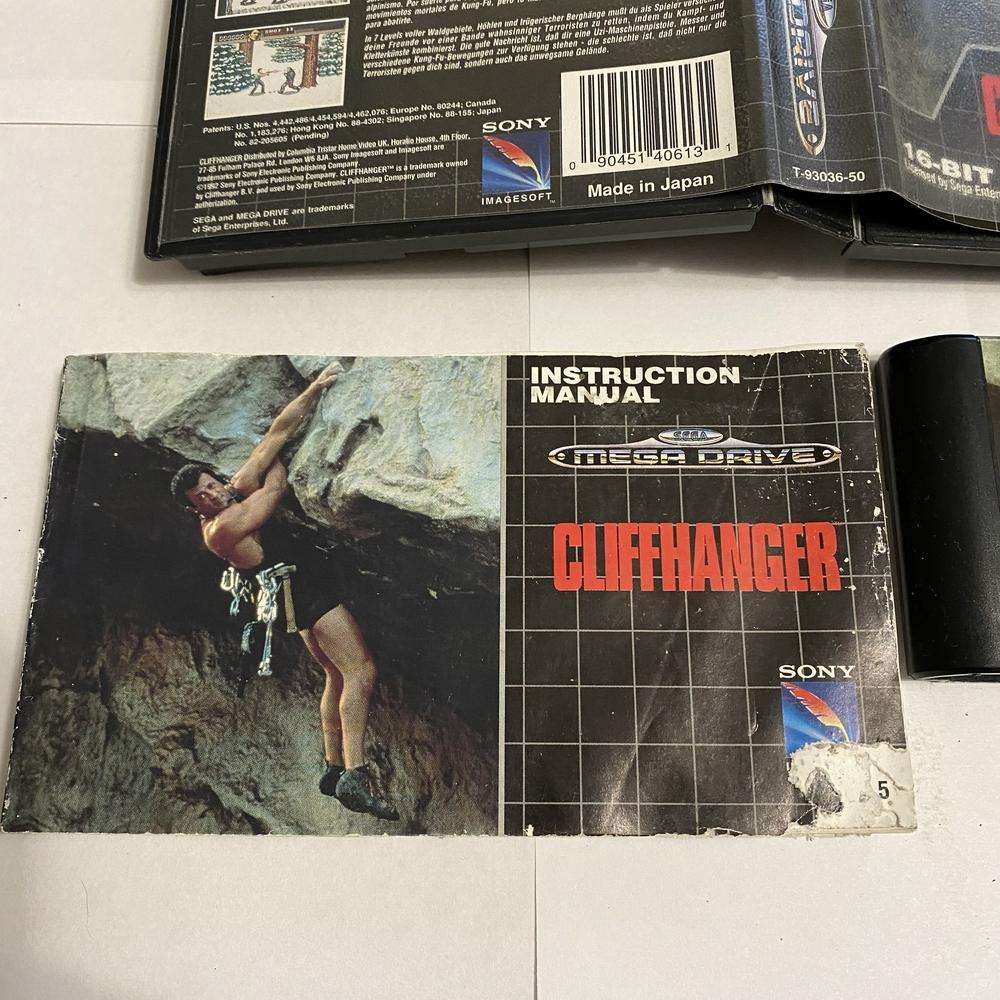 alpinismo. Por suerte
movimientos mortales de Kung-Fu, pero
para abatirte.
In 7 Levels voller Waldgebiete, Höhlen und trügerischer Berghänge mußt du als Spieler
deine Freunde vor einer Bande wahnsinniger Terroristen zu retten, indem du Kampf- und
Kletterkünste kombinierst. Die gute Nachricht ist, daß dir eine Uzi-Maschinenpistole, Messer und
verschiedene Kung-Fu-Bewegungen zur Verfügung stehen - die schlechte ist, daß nicht nur die
Terroristen gegen dich sind, sondern auch das unwegsame Gelände.
Patents: U.S. Nos. 4,442,486/4,454,594/4,462,076; Europe No. 80244; Canada
No. 1,183,276; Hong Kong No. 88-4302; Singapore No. 88-155; Japan
No. 82-205605 (Pending)
CLIFFHANGER Distributed by Columbia Tristar Home Video UK, Horatio House, 4th Floor,
77-85 Fulham Palace Rd. London W6 8JA. Sony Imagesoft and Imagesoft are
trademarks of Sony Electronic Publishing Company.
©1992 Sony Electronic Publishing Company. CLIFFHANGER™ is a trademark owned
by Cliffhanger B.V. and used by Sony Electronic Publishing Company under
authorization.
SEGA and MEGA DRIVE are trademarks
of Sega Enterprises, Ltd.
SONY
IMAGESOFT™
0 90451 40613 1
Made in Japan
DRIVE
T-93036-50
C
16-BIT
INSTRUCTION
MANUAL
SEGA
MEGA DRIVE
CLIFFHANGER
SONY
5